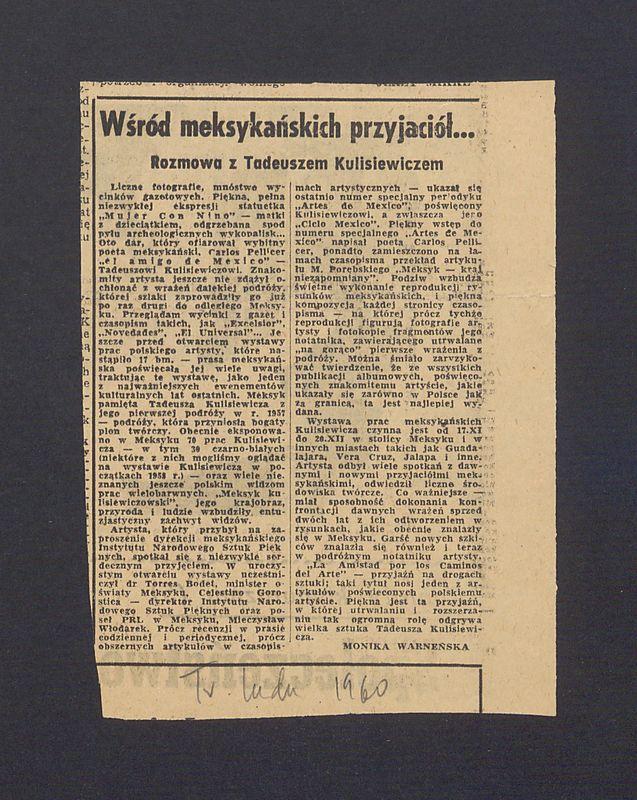 Wśród meksykańskich przyjaciół...
Rozmowa z Tadeuszem Kulisiewiczem
Liczne fotografie, mnóstwo wy-
cinków gazetowych. Piękna, pełna
niezwykłej ekspresji statuetka
„Mujer Con Nino" — matki
z dzieciątkiem, odgrzebana spod
pyłu archeologicznych wykopalisk...
Oto dar, który ofiarował wybitny
poeta meksykański, Carlos Pellicer
„el amigo de Mexico" —
Tadeuszowi Kulisiewiczowi. Znako-
mity artysta jeszcze nie zdążył o-
chłonąć z wrażeń dalekiej podróży,
której szlaki zaprowadziły go już
po raz drugi do odległego Meksy-
ku. Przeglądam wycinki z gazet i
czasopism takich, jak „Excelsior",
„Novedades", „El Universal"... Je
szcze przed otwarciem wystawy
prac polskiego artysty, które na-
stąpiło 17 bm. — prasa meksykań-
ska poświęcała jej wiele uwagi,
traktując tę wystawę, jako jeden
z najważniejszych ewenementów
kulturalnych lat ostatnich. Meksyk
pamięta Tadeusza Kulisiewicza z
jego pierwszej podróży w r. 1957
— podróży, która przyniosła bogaty
plon twórczy. Obecnie eksponowa-
no w Meksyku 70 prac Kulisiewi-
cza — w tym 30 czarno-białych
(niektóre z nich mogliśmy oglądać
na wystawie Kulisiewicza w po-
czątkach 1958 r.) — oraz wiele nie-
znanych jeszcze polskim widzom
prac wielobarwnych. „Meksyk ku-
lisiewiczowski", jego krajobraz,
przyroda i ludzie wzbudziły, entu-
zjastyczny zachwyt widzów.
Artysta, który przybył na za-
proszenie dyrekcji meksykańskiego
Instytutu Narodowego Sztuk Pięk
nych, spotkał się z niezwykle ser-
decznym przyjęciem. W uroczy-
stym otwarciu wystawy uczestni-
czył dr Torres Bodet, minister o-
światy Meksyku, Celestino Goro-
stica — dyrektor Instytutu Naro-
dowego Sztuk Pięknych oraz po-
seł PRL w Meksyku, Mieczysław
Włodarek. Prócz recenzji w prasie
codziennej i periodycznej, prócz
obszernych artykułów w czasopis-
mach artystycznych — ukazał się
ostatnio numer specjalny periodyku
„Artes de Mexico", poświęcony
Kulisiewiczowi, a zwłaszcza jego
„Ciclo Mexico". Piękny wstęp do
numeru specjalnego „Artes de Me-
xico" napisał poeta Carlos Pelli-
cer, ponadto zamieszczono na ła-
mach czasopisma przekład artyku-
łu M. Porębskiego „Meksyk — kraj
niezapomniany". Podziw wzbudza
świetne wykonanie reprodukcji ry-
sunków meksykańskich, i piękna
kompozycja każdej stronicy czaso-
pisma — na której prócz tychże
reprodukcji figurują fotografie ar-
tysty i fotokopie fragmentów jego
notatnika, zawierającego utrwalane
„na gorąco" pierwsze wrażenia z
podróży. Można śmiało zaryzyko-
wać twierdzenie, że ze wszystkich
publikacji albumowych, poświęco-
nych znakomitemu artyście, jakie
ukazały się zarówno w Polsce jak
za granicą, ta jest najlepiej wy-
dana.
Wystawa prac meksykańskich
Kulisiewicza czynna jest od 17.XI
do 20.XII w stolicy Meksyku i w
innych miastach takich jak Guada-
lajara, Vera Cruz, Jalapa i inne.
Artysta odbył wiele spotkań z daw-
nymi i nowymi przyjaciółmi mek-
sykańskimi, odwiedził liczne śro-
dowiska twórcze. Co ważniejsze —
miał sposobność dokonania kon-
frontacji dawnych wrażeń sprzed
dwóch lat z ich odtworzeniem w
rysunkach, jakie obecnie znalazły
się w Meksyku. Garść nowych szki-
ców znalazła się również i teraz
w podróżnym notatniku artysty.
„La Amistad por los Caminos
del Arte" — przyjaźń na drogach
sztuki; taki tytuł nosi jeden z ar-
tykułów poświęconych polskiemu
artyście. Piękna jest ta przyjaźń,
w której utrwalaniu i rozszerza-
niu tak ogromną rolę odgrywa
wielka sztuka Tadeusza Kulisiewi-
cza.
MONIKA WARNEŃSKA
Tr ludu 1960